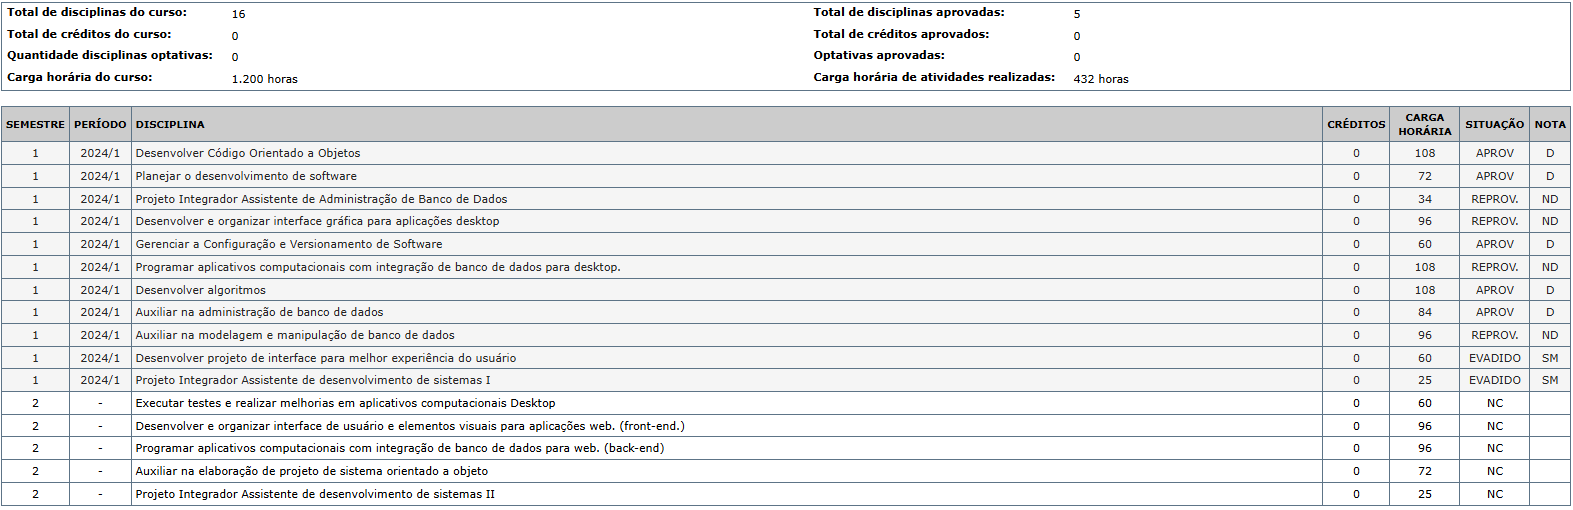 Total de disciplinas do curso: 16 Total de disciplinas aprovadas: 5
Total de créditos do curso: 0 Total de créditos aprovados: 0
Quantidade disciplinas optativas: 0 Optativas aprovadas: 0
Carga horária do curso: 1.200 horas Carga horária de atividades realizadas: 432 horas
SEMESTRE PERÍODO DISCIPLINA CRÉDITOS CARGA HORÁRIA SITUAÇÃO NOTA
1 2024/1 Desenvolver Código Orientado a Objetos 0 108 APROV D
1 2024/1 Planejar o desenvolvimento de software 0 72 APROV D
1 2024/1 Projeto Integrador Assistente de Administração de Banco de Dados 0 34 REPROV. ND
1 2024/1 Desenvolver e organizar interface gráfica para aplicações desktop 0 96 REPROV. ND
1 2024/1 Gerenciar a Configuração e Versionamento de Software 0 60 APROV D
1 2024/1 Programar aplicativos computacionais com integração de banco de dados para desktop. 0 108 REPROV. ND
1 2024/1 Desenvolver algoritmos 0 108 APROV D
1 2024/1 Auxiliar na administração de banco de dados 0 84 APROV D
1 2024/1 Auxiliar na modelagem e manipulação de banco de dados 0 96 REPROV. ND
1 2024/1 Desenvolver projeto de interface para melhor experiência do usuário 0 60 EVADIDO SM
1 2024/1 Projeto Integrador Assistente de desenvolvimento de sistemas I 0 25 EVADIDO SM
2 - Executar testes e realizar melhorias em aplicativos computacionais Desktop 0 60 NC
2 - Desenvolver e organizar interface de usuário e elementos visuais para aplicações web. (front-end.) 0 96 NC
2 - Programar aplicativos computacionais com integração de banco de dados para web. (back-end) 0 96 NC
2 - Auxiliar na elaboração de projeto de sistema orientado a objeto 0 72 NC
2 - Projeto Integrador Assistente de desenvolvimento de sistemas II 0 25 NC